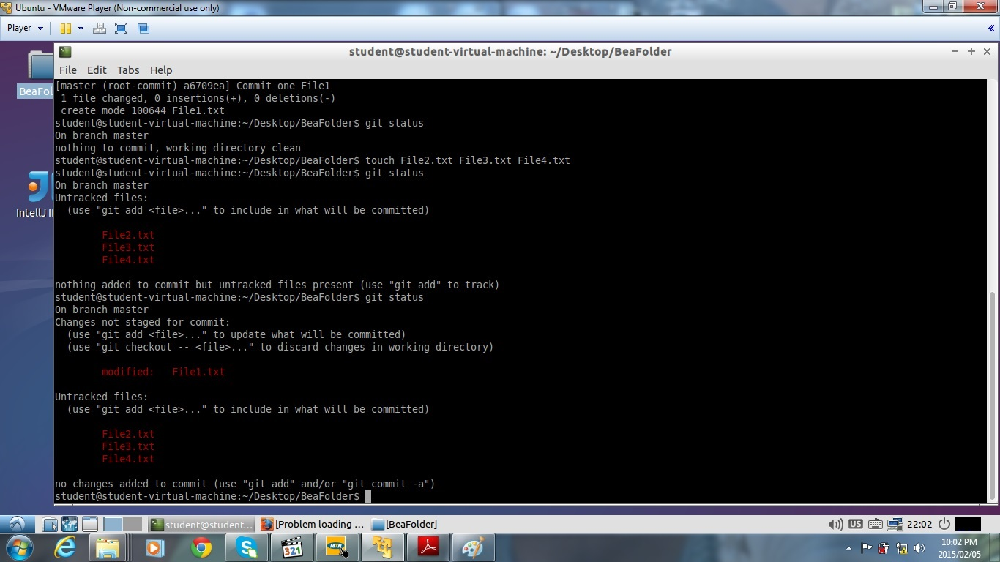 Ubuntu - VMware Player (Non-commercial use only)
Player
student@student-virtual-machine: ~/Desktop/BeaFolder
File Edit Tabs Help
BeaFol
IntellJ I
[master (root-commit) a6709ea] Commit one File1
1 file changed, 0 insertions(+), 0 deletions(-)
create mode 100644 File1.txt
student@student-virtual-machine:~/Desktop/BeaFolder$ git status
On branch master
nothing to commit, working directory clean
student@student-virtual-machine:~/Desktop/BeaFolder$ touch File2.txt File3.txt File4.txt
student@student-virtual-machine:~/Desktop/BeaFolder$ git status
On branch master
Untracked files:
(use "git add <file>..." to include in what will be committed)
File2.txt
File3.txt
File4.txt
nothing added to commit but untracked files present (use "git add" to track)
student@student-virtual-machine:~/Desktop/BeaFolder$ git status
On branch master
Changes not staged for commit:
(use "git add <file>..." to update what will be committed)
(use "git checkout -- <file>..." to discard changes in working directory)
modified: File1.txt
Untracked files:
(use "git add <file>..." to include in what will be committed)
File2.txt
File3.txt
File4.txt
no changes added to commit (use "git add" and/or "git commit -a")
student@student-virtual-machine:~/Desktop/BeaFolder$
student@student... [Problem loading ... [BeaFolder] US 22:02
321 MTN
10:02 PM
2015/02/05